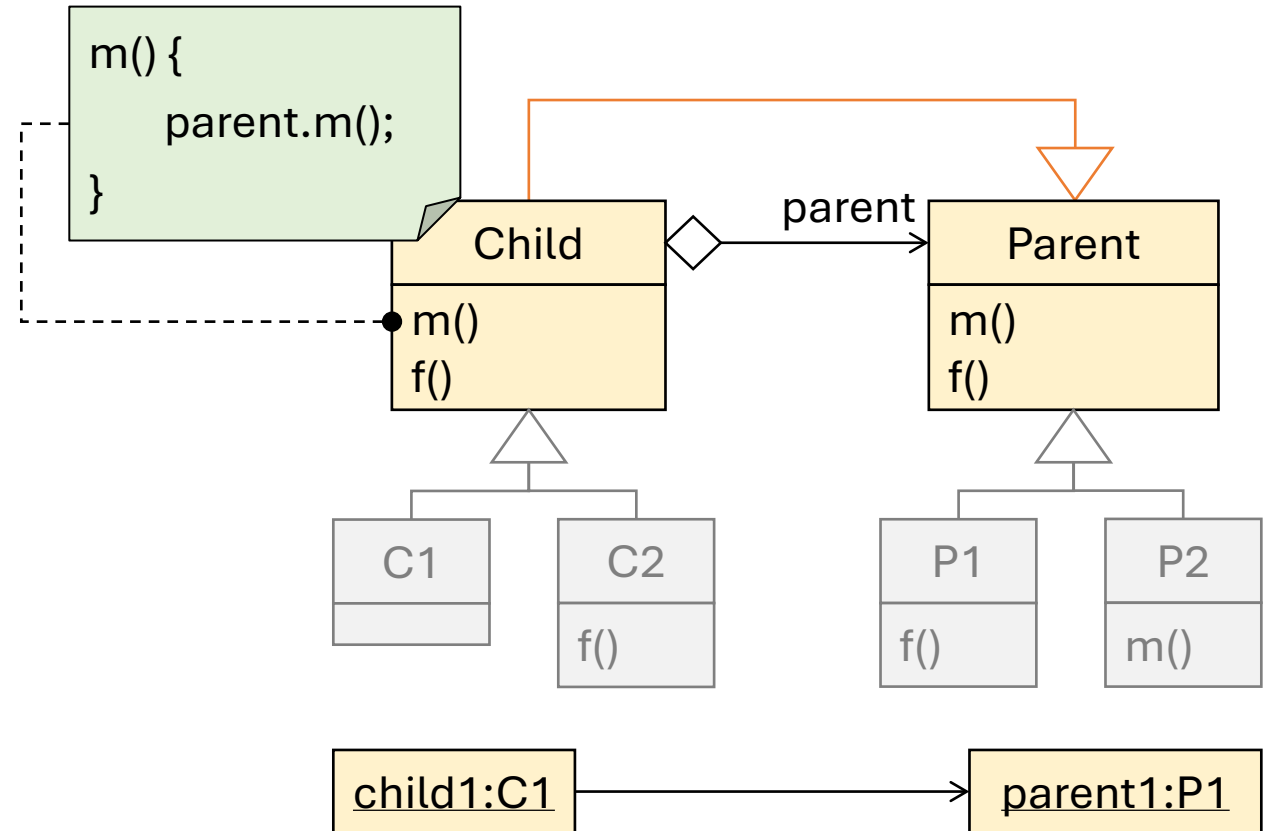 m() {
parent.m();
}
parent
Child
Parent
m()
f()
m()
f()
C1
C2
P1
P2
f()
f()
m()
child1:C1
parent1:P1